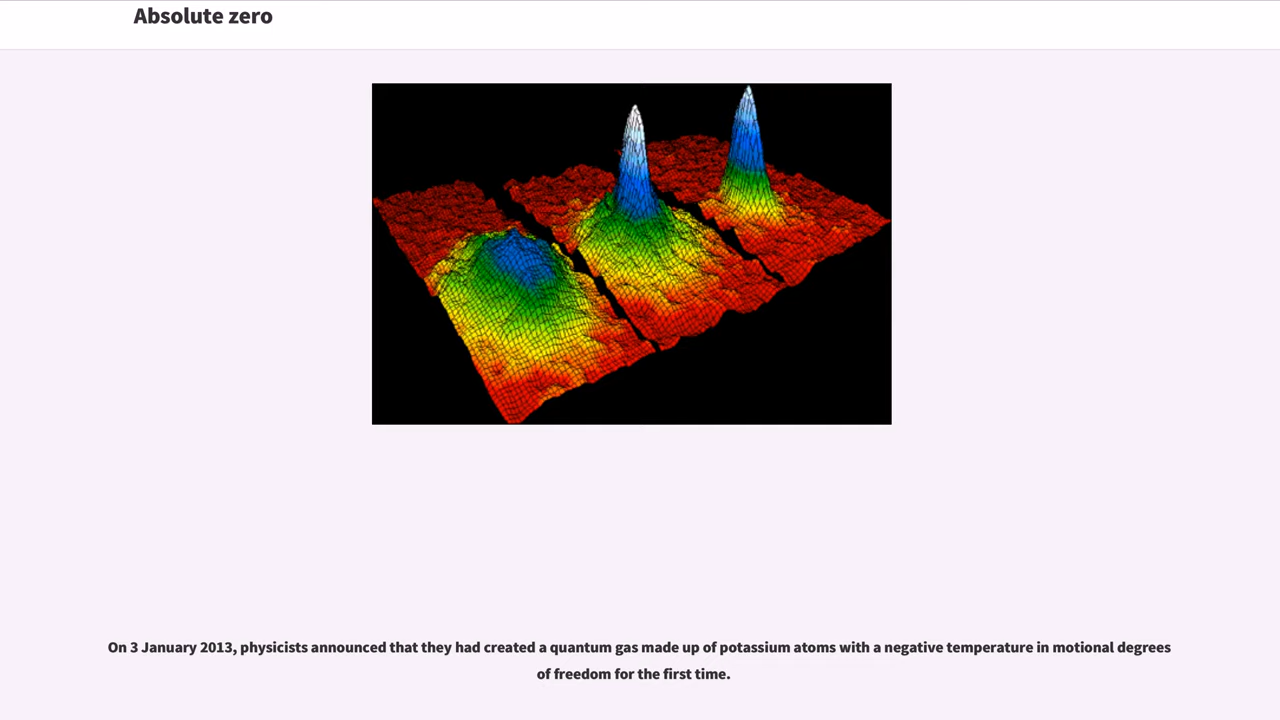 Absolute zero
On 3 January 2013, physicists announced that they had created a quantum gas made up of potassium atoms with a negative temperature in motional degrees
of freedom for the first time.